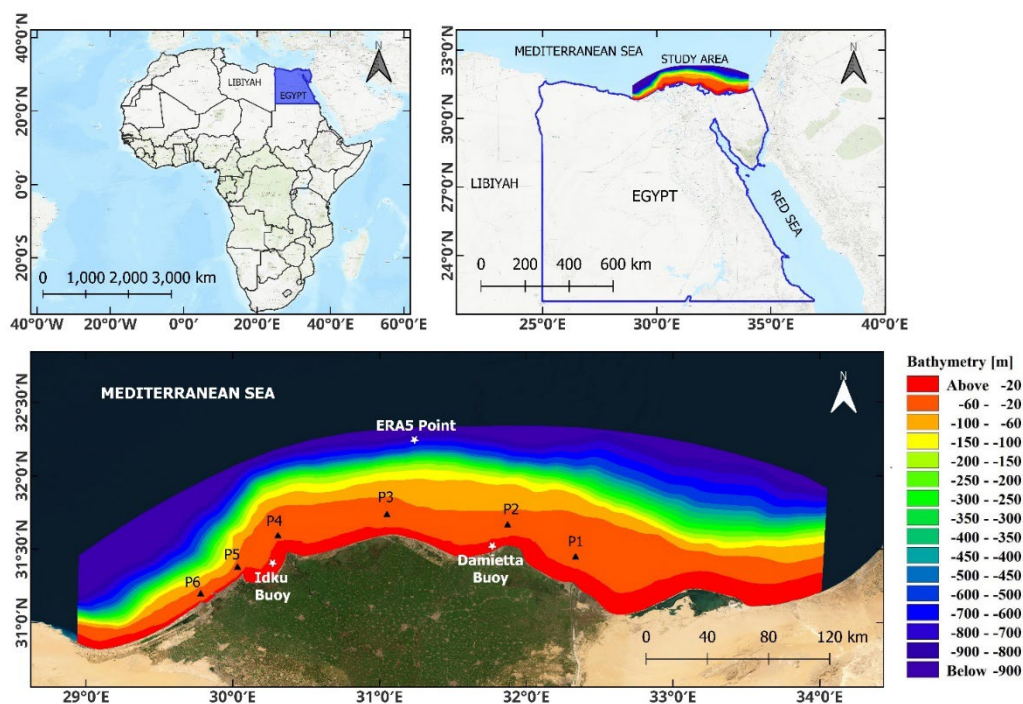 40°0'N
20°0'N
0°0'
20°0'S
N
LIBIYAH
EGYPT
0 1,000 2,000 3,000 km
40°0'W 20°0'W 0°0'E 20°0'E 40°0'E 60°0'E
33°0'N
30°0'N
27°0'N
24°0'N
MEDITERRANEAN SEA
STUDY AREA
N
LIBIYAH
EGYPT
RED SEA
0 200 400 600 km
25°0'E 30°0'E 35°0'E 40°0'E
32°30'N
32°0'N
31°30'N
31°0'N
MEDITERRANEAN SEA
N
ERA5 Point
P3
P2
P4
P1
P5
P6
Idku
Buoy
Damietta
Buoy
0 40 80 120 km
29°0'E 30°0'E 31°0'E 32°0'E 33°0'E 34°0'E
Bathymetry [m]
Above -20
-60 - -20
-100 - -60
-150 - -100
-200 - -150
-250 - -200
-300 - -250
-350 - -300
-400 - -350
-450 - -400
-500 - -450
-600 - -500
-700 - -600
-800 - -700
-900 - -800
Below -900